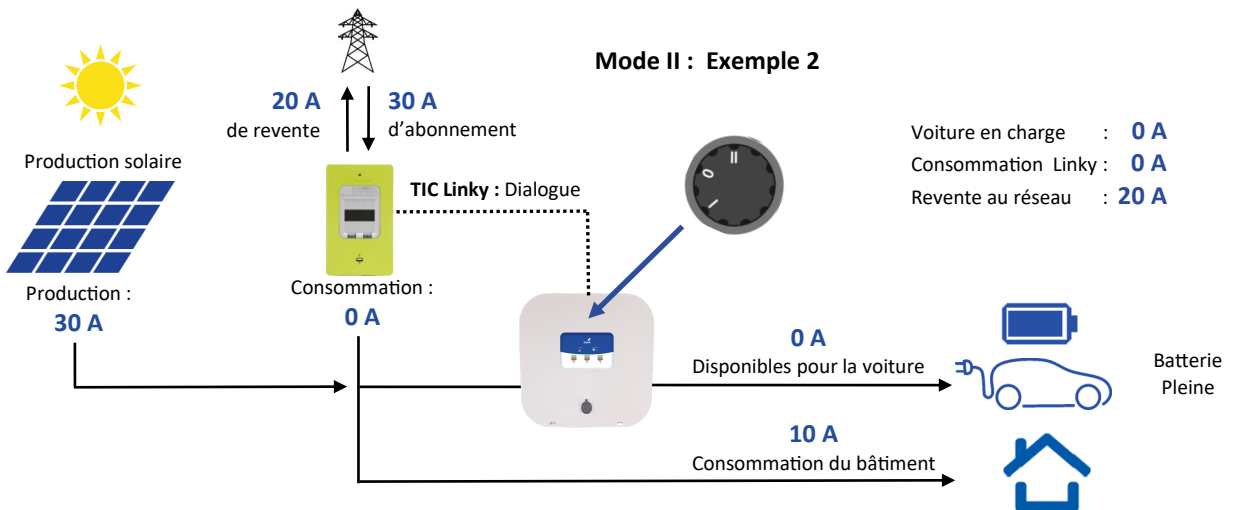 Mode II : Exemple 2
20 A
de revente
30 A
d'abonnement
Production solaire
TIC Linky : Dialogue
0
I
II
Voiture en charge : 0 A
Consommation Linky : 0 A
Revente au réseau : 20 A
Production :
30 A
Consommation :
0 A
0 A
Disponibles pour la voiture
Batterie
Pleine
10 A
Consommation du bâtiment